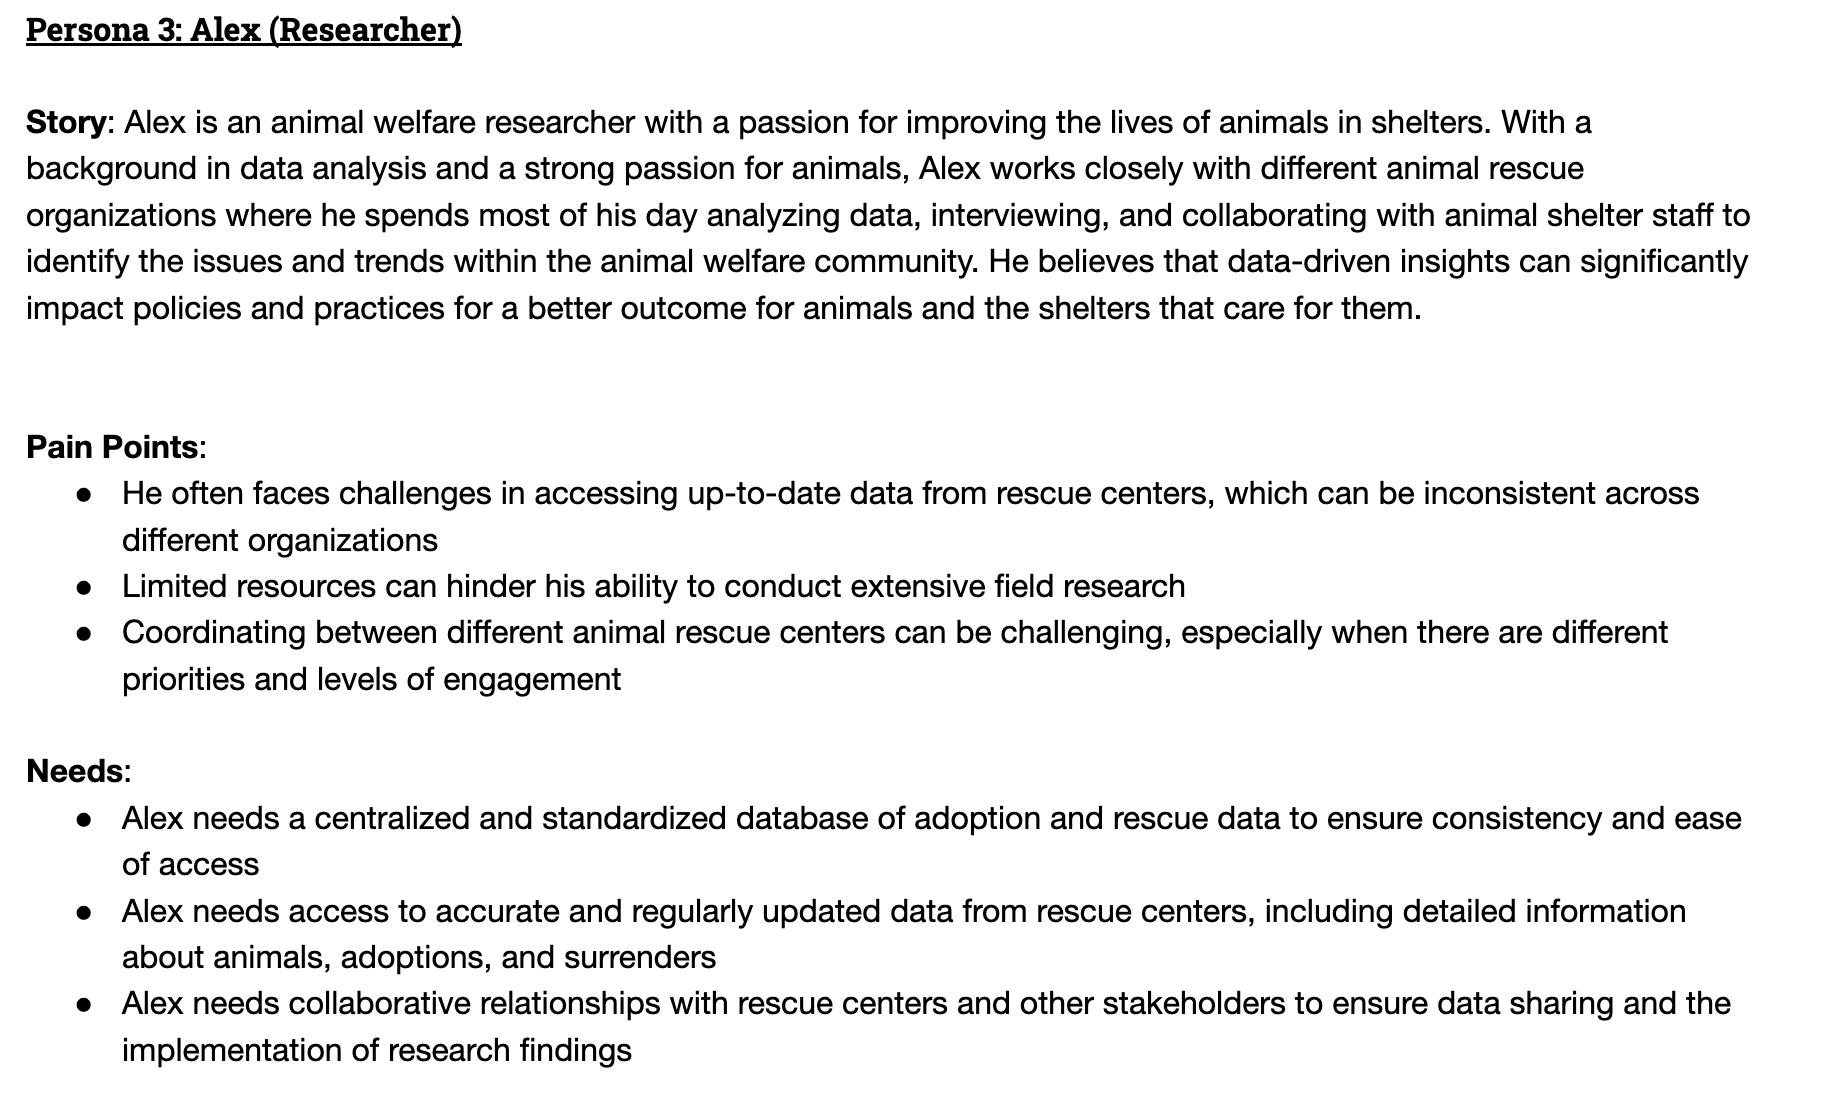 Persona 3: Alex (Researcher)
Story: Alex is an animal welfare researcher with a passion for improving the lives of animals in shelters. With a
background in data analysis and a strong passion for animals, Alex works closely with different animal rescue
organizations where he spends most of his day analyzing data, interviewing, and collaborating with animal shelter staff to
identify the issues and trends within the animal welfare community. He believes that data-driven insights can significantly
impact policies and practices for a better outcome for animals and the shelters that care for them.
Pain Points:
● He often faces challenges in accessing up-to-date data from rescue centers, which can be inconsistent across
different organizations
● Limited resources can hinder his ability to conduct extensive field research
● Coordinating between different animal rescue centers can be challenging, especially when there are different
priorities and levels of engagement
Needs:
● Alex needs a centralized and standardized database of adoption and rescue data to ensure consistency and ease
of access
● Alex needs access to accurate and regularly updated data from rescue centers, including detailed information
about animals, adoptions, and surrenders
● Alex needs collaborative relationships with rescue centers and other stakeholders to ensure data sharing and the
implementation of research findings